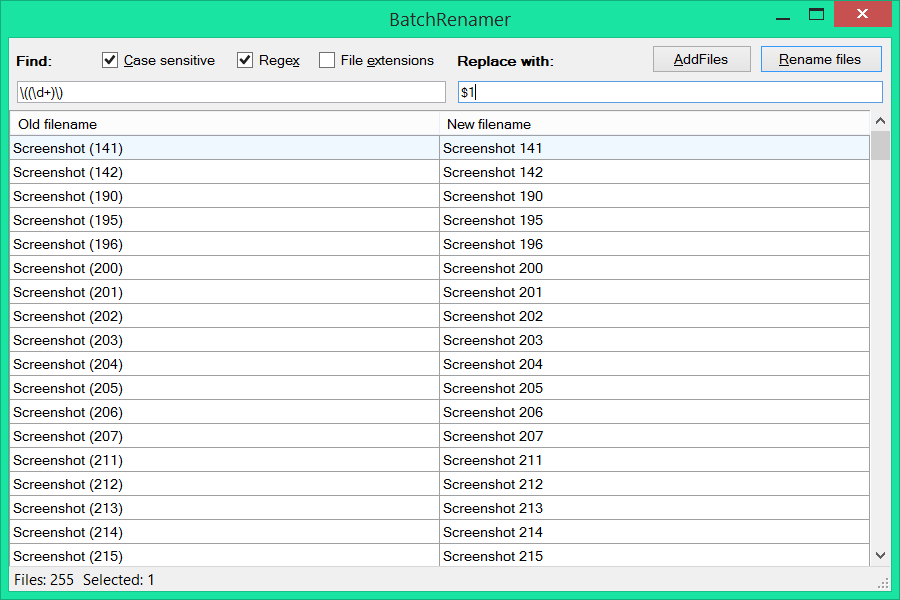 BatchRenamer
Find: Case sensitive Regex File extensions Replace with: AddFiles Rename files
\((\d+)\) $1
Old filename New filename
Screenshot (141) Screenshot 141
Screenshot (142) Screenshot 142
Screenshot (190) Screenshot 190
Screenshot (195) Screenshot 195
Screenshot (196) Screenshot 196
Screenshot (200) Screenshot 200
Screenshot (201) Screenshot 201
Screenshot (202) Screenshot 202
Screenshot (203) Screenshot 203
Screenshot (204) Screenshot 204
Screenshot (205) Screenshot 205
Screenshot (206) Screenshot 206
Screenshot (207) Screenshot 207
Screenshot (211) Screenshot 211
Screenshot (212) Screenshot 212
Screenshot (213) Screenshot 213
Screenshot (214) Screenshot 214
Screenshot (215) Screenshot 215
Files: 255 Selected: 1